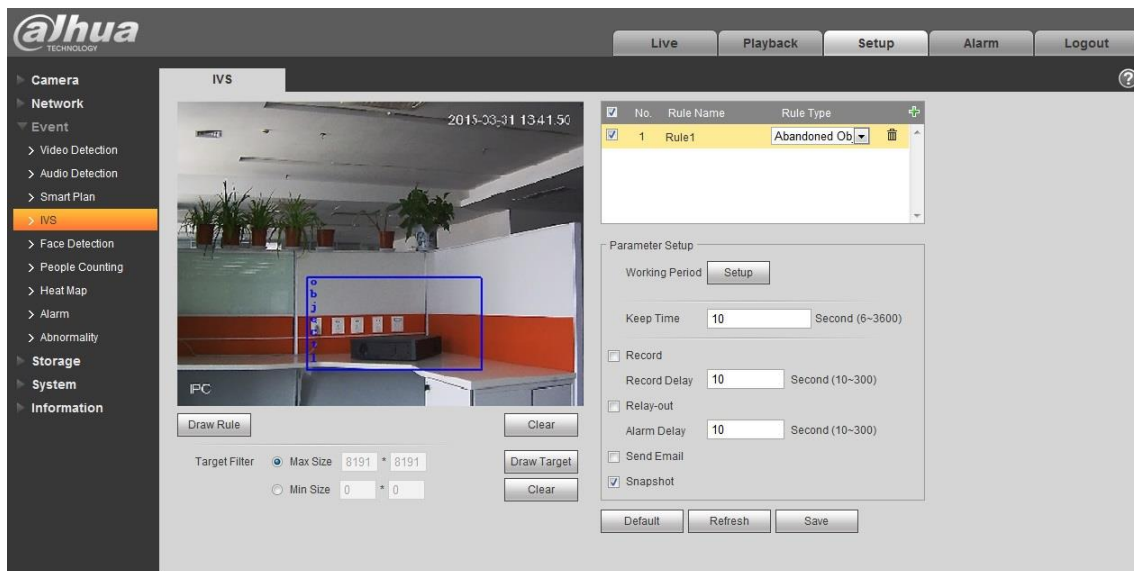 alhua
TECHNOLOGY
Live
Playback
Setup
Alarm
Logout
Camera
Network
Event
Video Detection
Audio Detection
Smart Plan
IVS
Face Detection
People Counting
Heat Map
Alarm
Abnormality
Storage
System
Information
IVS
2015-03-31 13:41:50
object1
IPC
Draw Rule
Clear
Target Filter
Max Size 8191 * 8191
Draw Target
Min Size 0 * 0
Clear
No. Rule Name Rule Type
1 Rule1 Abandoned Ob
Parameter Setup
Working Period Setup
Keep Time 10 Second (6~3600)
Record
Record Delay 10 Second (10~300)
Relay-out
Alarm Delay 10 Second (10~300)
Send Email
Snapshot
Default
Refresh
Save